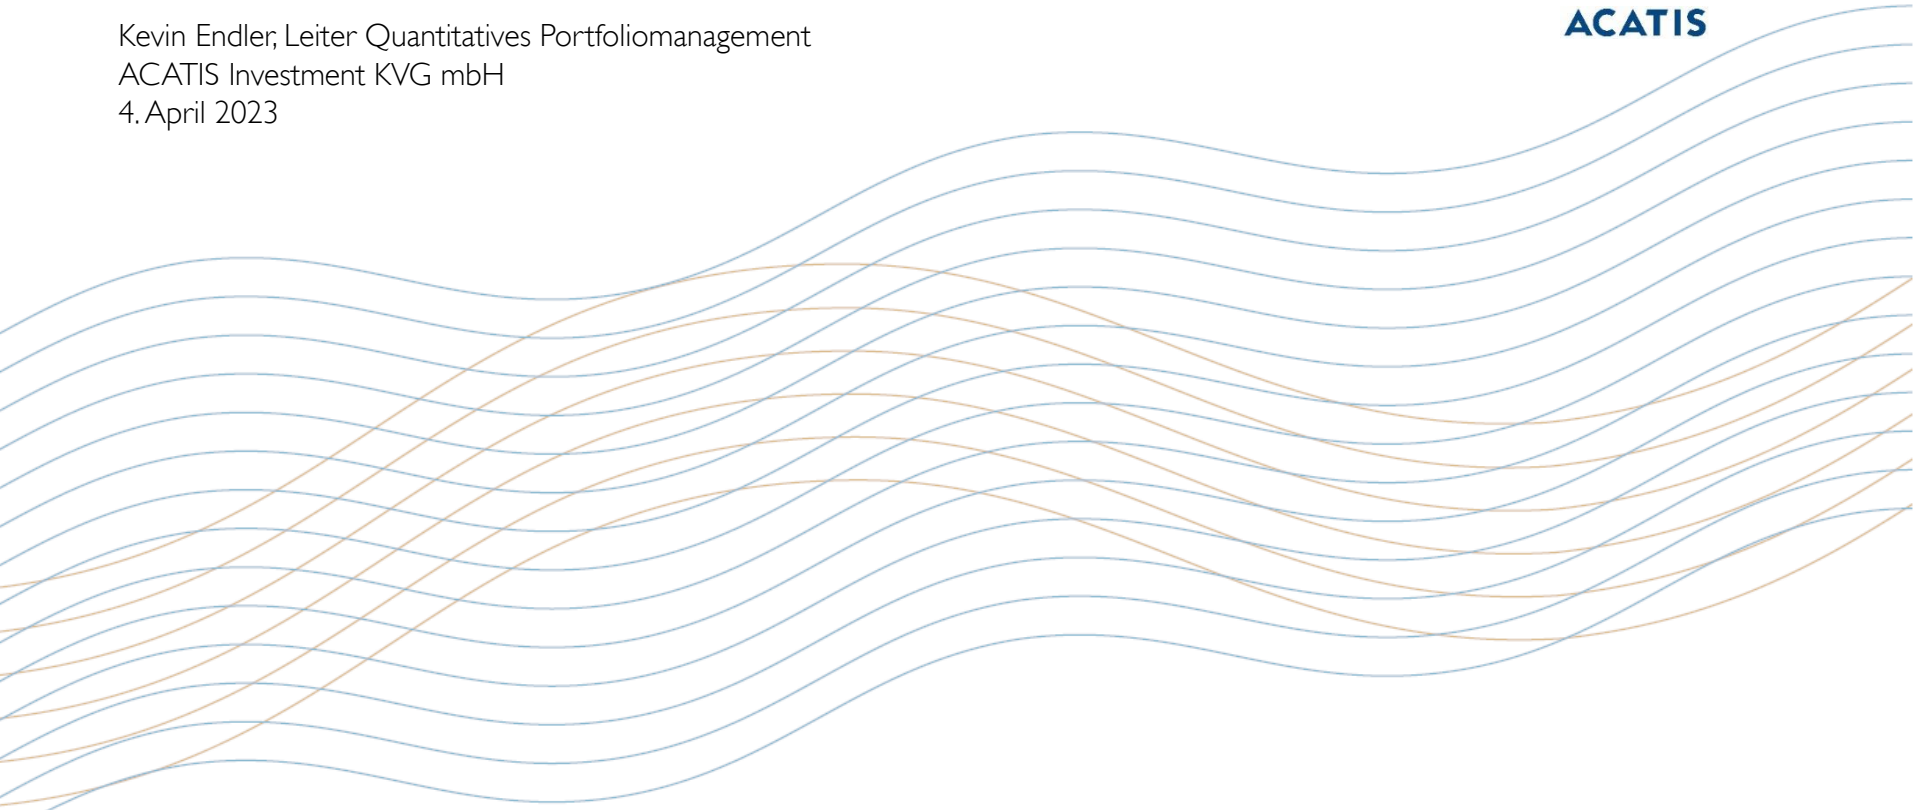 Kevin Endler, Leiter Quantitatives Portfoliomanagement
ACATIS Investment KVG mbH
4. April 2023
ACATIS